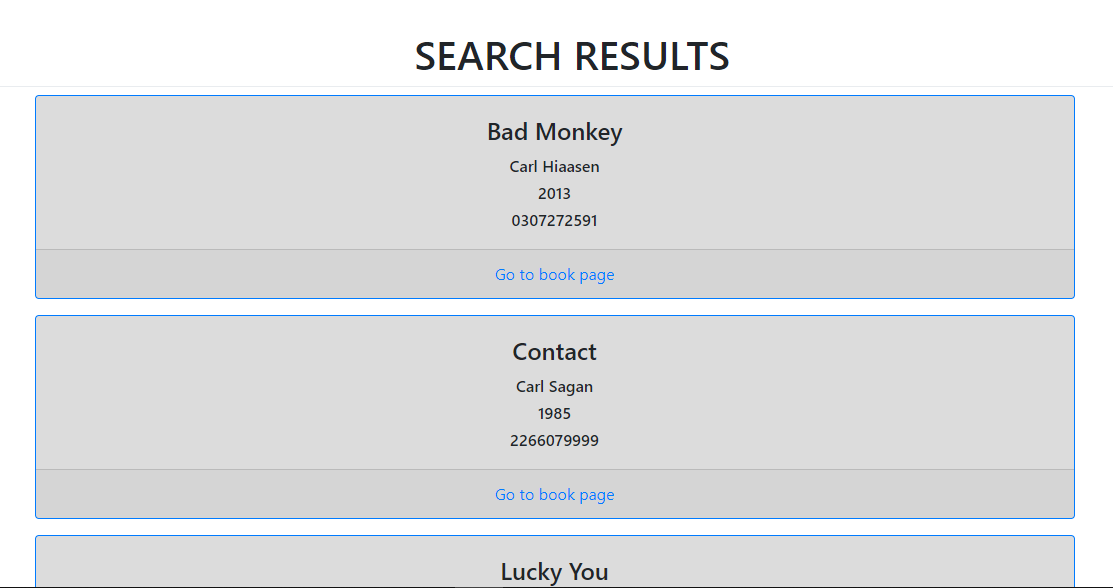 SEARCH RESULTS
Bad Monkey
Carl Hiaasen
2013
0307272591
Go to book page
Contact
Carl Sagan
1985
2266079999
Go to book page
Lucky You